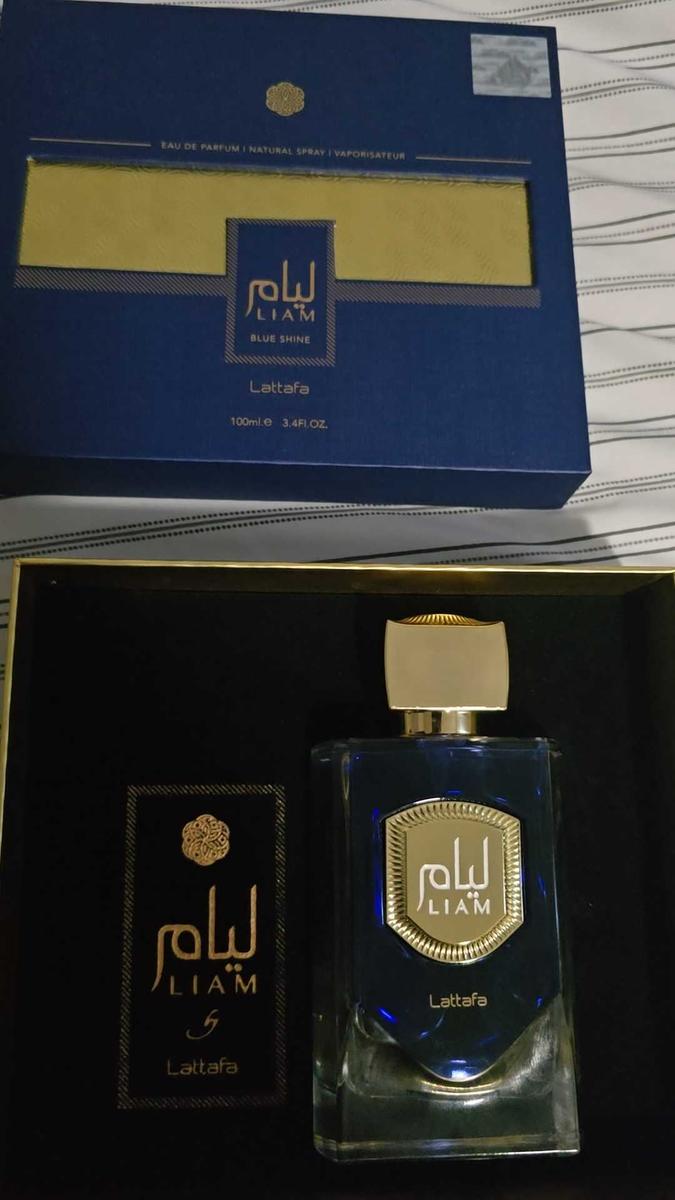 EAU DE PARFUM | NATURAL SPRAY | VAPORISATEUR
ليام
LIAM
BLUE SHINE
Lattafa
100ml.e 3.4Fl.OZ.
ليام
LIAM
Lattafa
ليام
LIAM
Lattafa